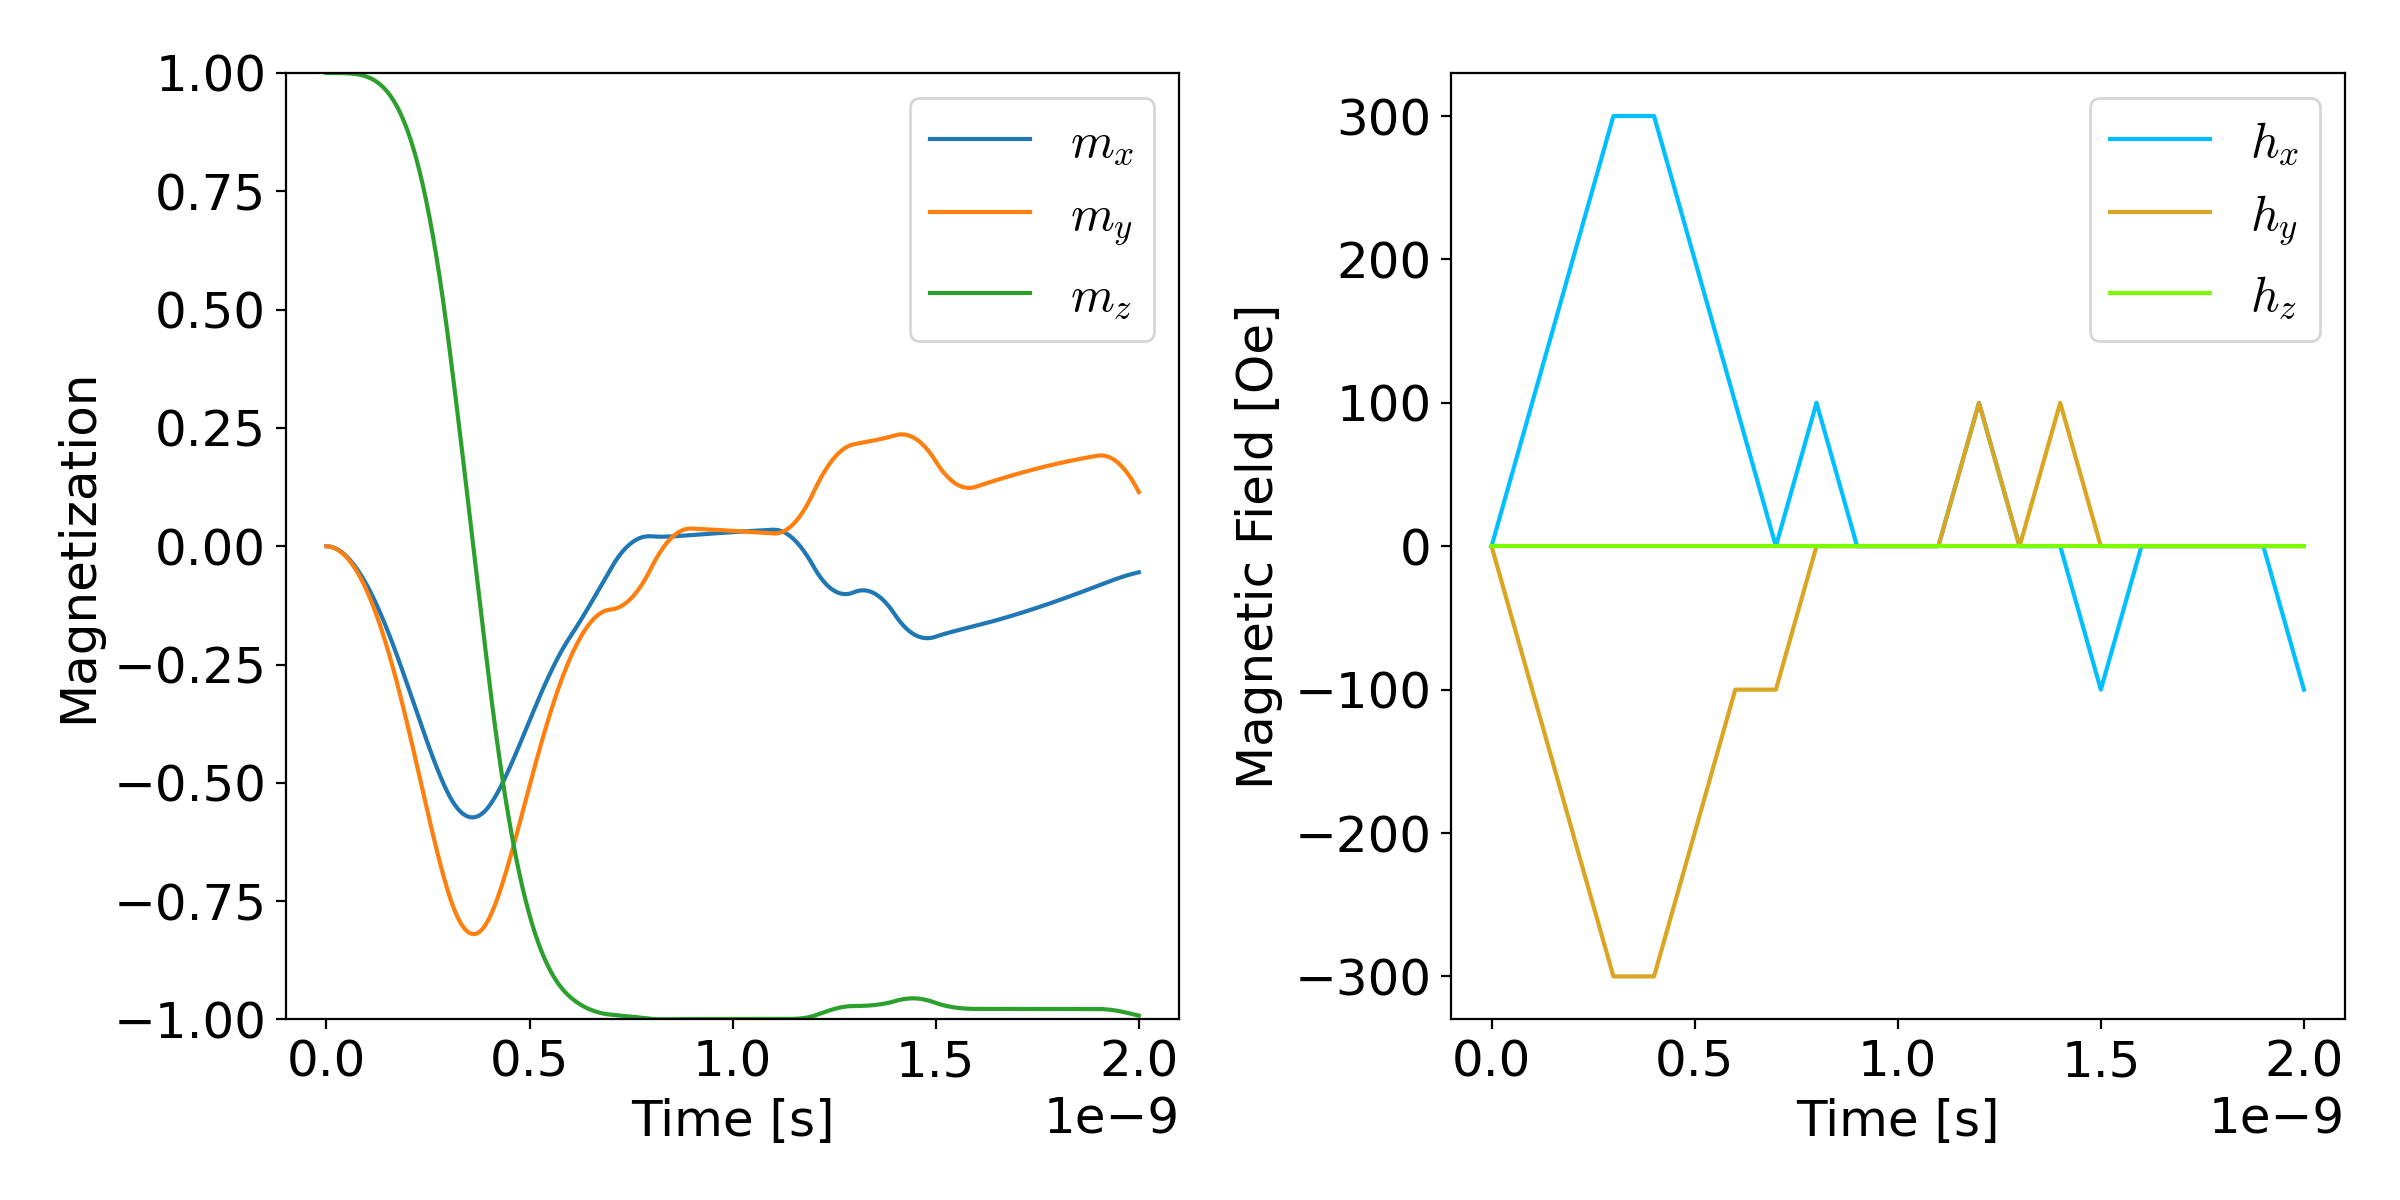 1.00
0.75
0.50
0.25
0.00
−0.25
−0.50
−0.75
−1.00
Magnetization
0.0 0.5 1.0 1.5 2.0
Time [s]
1e−9
m_x
m_y
m_z
300
200
100
0
−100
−200
−300
Magnetic Field [Oe]
0.0 0.5 1.0 1.5 2.0
Time [s]
1e−9
h_x
h_y
h_z